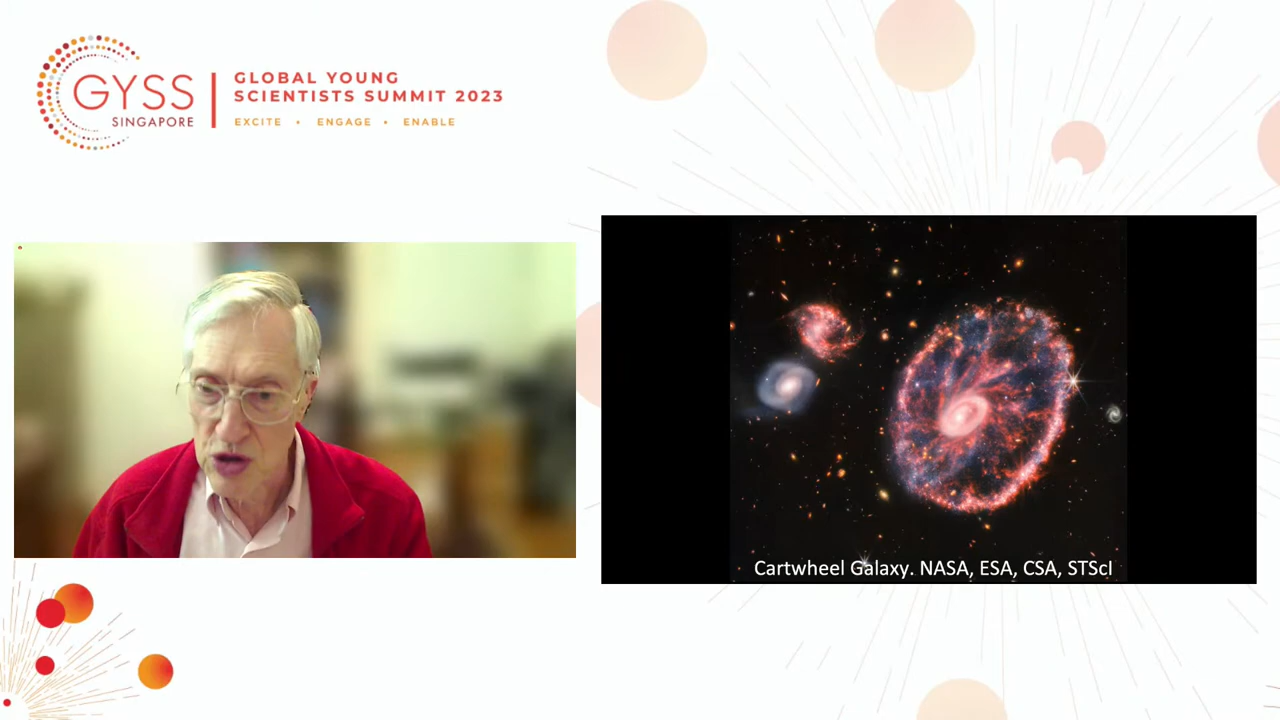 GYSS
SINGAPORE
GLOBAL YOUNG
SCIENTISTS SUMMIT 2023
EXCITE • ENGAGE • ENABLE
Cartwheel Galaxy. NASA, ESA, CSA, STScI